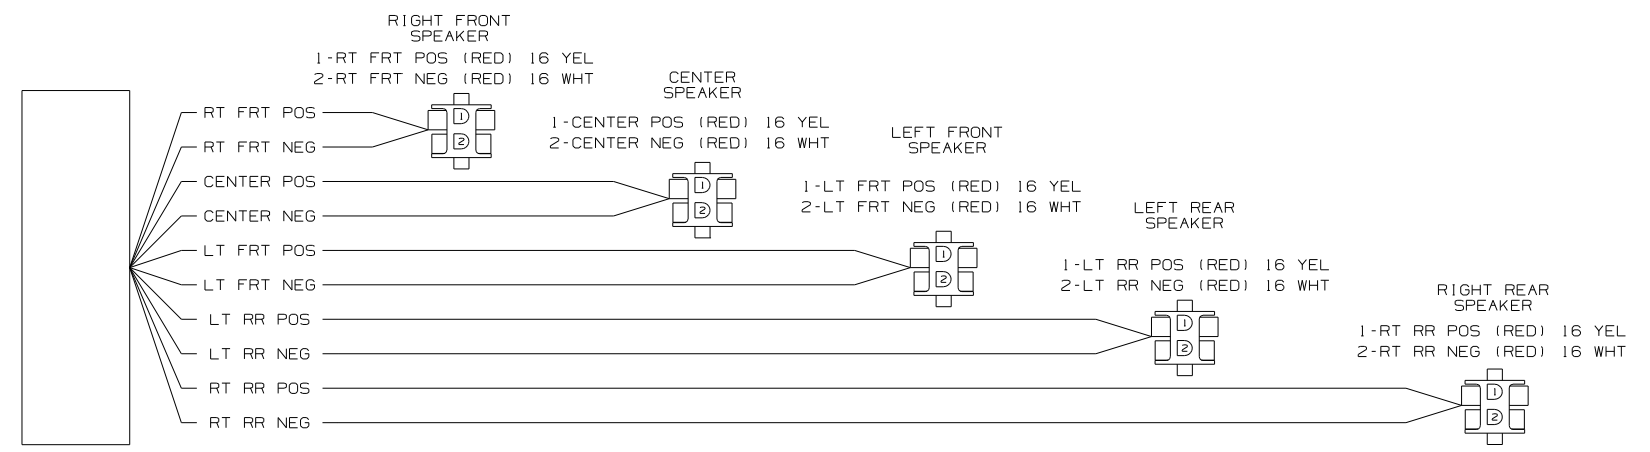 RIGHT FRONT
SPEAKER
1-RT FRT POS (RED) 16 YEL
2-RT FRT NEG (RED) 16 WHT
CENTER
SPEAKER
1-CENTER POS (RED) 16 YEL
2-CENTER NEG (RED) 16 WHT
LEFT FRONT
SPEAKER
1-LT FRT POS (RED) 16 YEL
2-LT FRT NEG (RED) 16 WHT
LEFT REAR
SPEAKER
1-LT RR POS (RED) 16 YEL
2-LT RR NEG (RED) 16 WHT
RIGHT REAR
SPEAKER
1-RT RR POS (RED) 16 YEL
2-RT RR NEG (RED) 16 WHT
RT FRT POS
RT FRT NEG
CENTER POS
CENTER NEG
LT FRT POS
LT FRT NEG
LT RR POS
LT RR NEG
RT RR POS
RT RR NEG
1
2
1
2
1
2
1
2
1
2